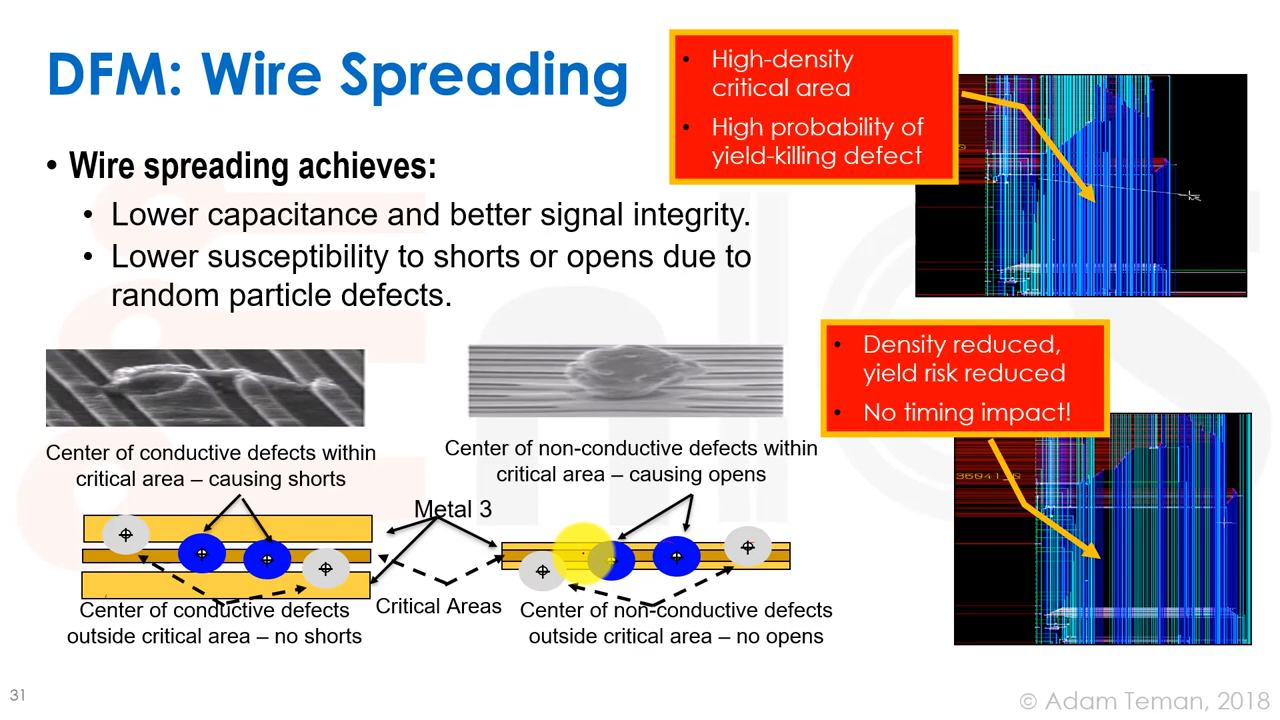 DFM: Wire Spreading
• Wire spreading achieves:
• Lower capacitance and better signal integrity.
• Lower susceptibility to shorts or opens due to
random particle defects.
• High-density
critical area
• High probability of
yield-killing defect
• Density reduced,
yield risk reduced
• No timing impact!
Center of conductive defects within
critical area – causing shorts
Center of non-conductive defects within
critical area – causing opens
Metal 3
Critical Areas
Center of conductive defects
outside critical area – no shorts
Center of non-conductive defects
outside critical area – no opens
31
© Adam Teman, 2018